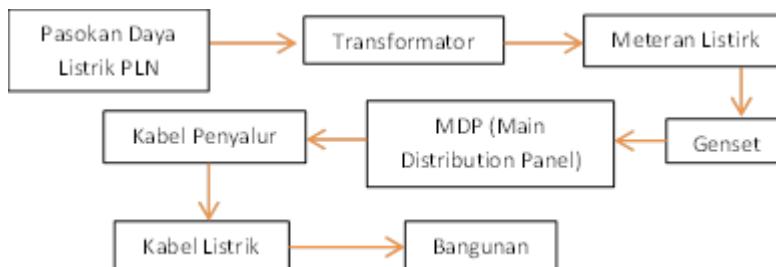 Pasokan Daya
Listrik PLN
Transformator
Meteran Listirk
Genset
MDP (Main
Distribution Panel)
Kabel Penyalur
Kabel Listrik
Bangunan